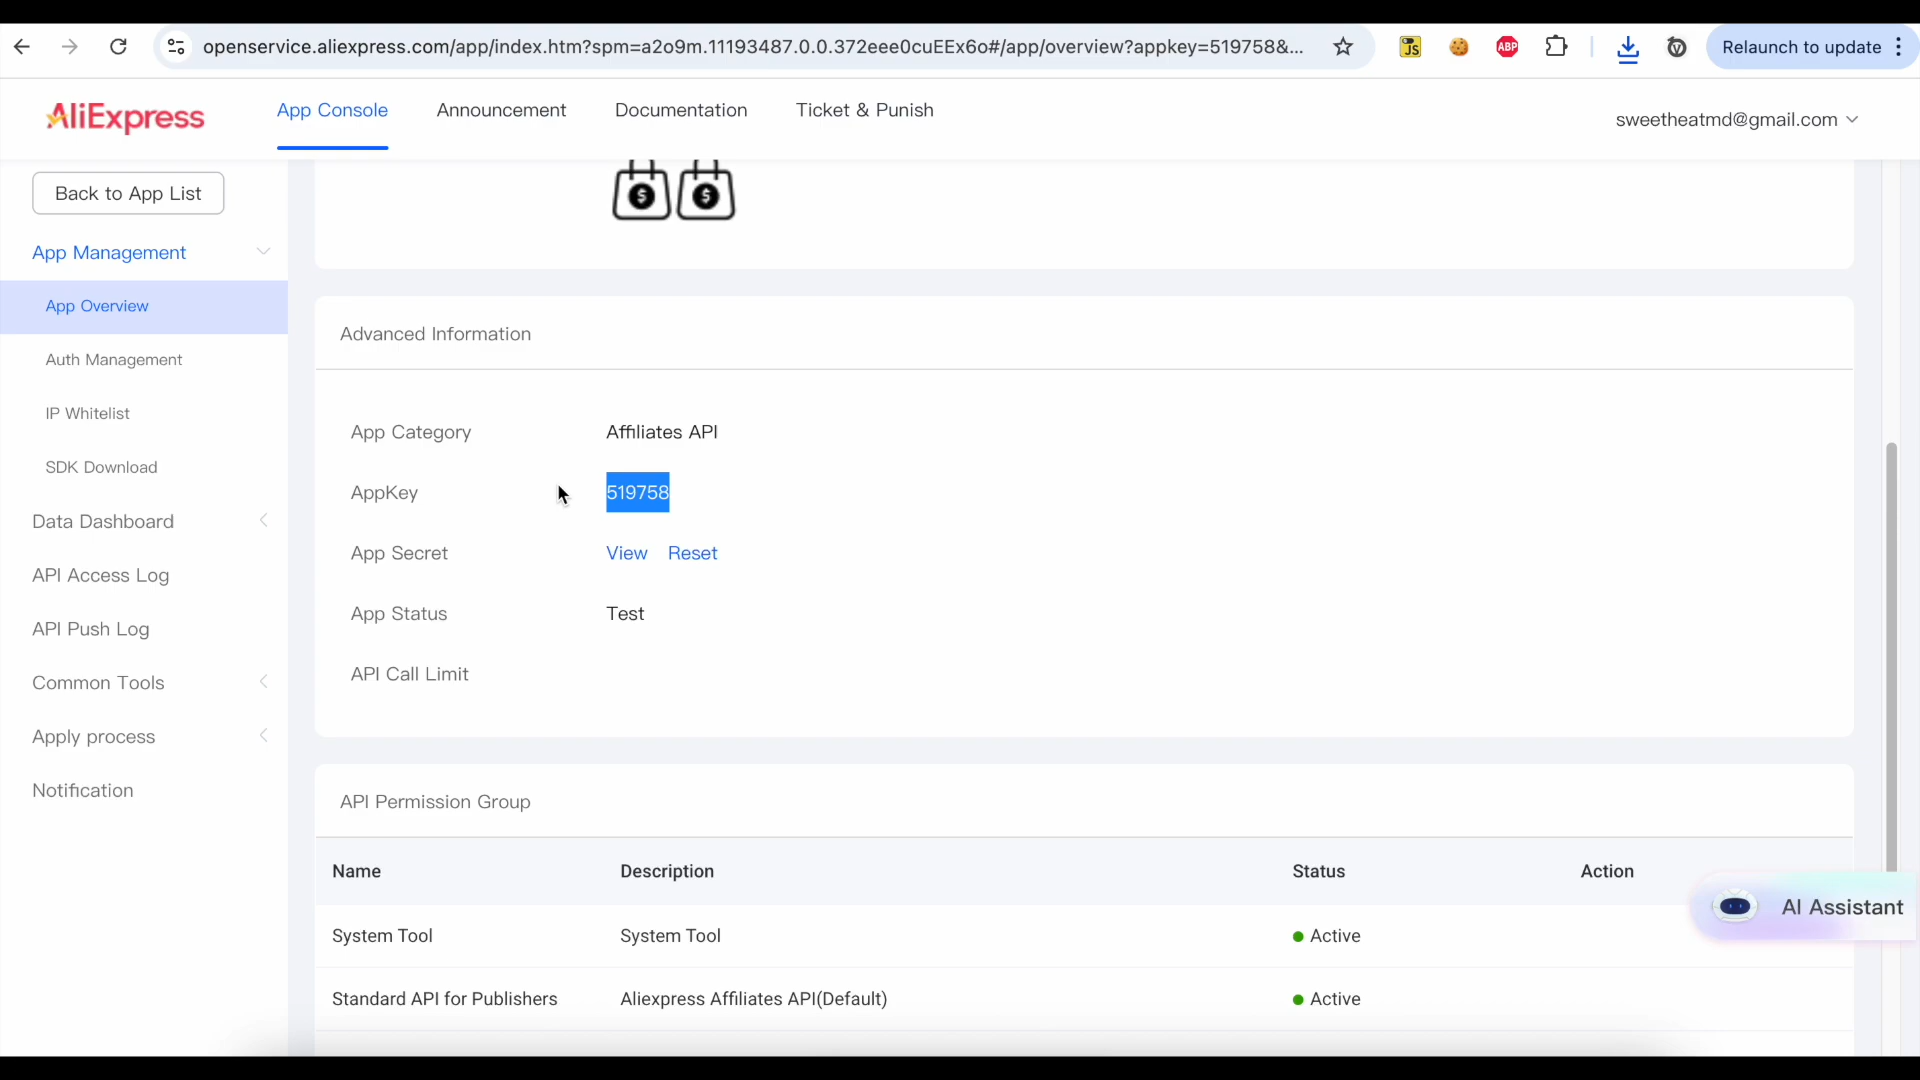 openservice.aliexpress.com/app/index.htm?spm=a2o9m.11193487.0.0.372eee0cuEEx6o#/app/overview?appkey=519758&...
JS
ABP
Relaunch to update
AliExpress
App Console
Announcement
Documentation
Ticket & Punish
sweetheatmd@gmail.com
Back to App List
App Management
App Overview
Auth Management
IP Whitelist
SDK Download
Data Dashboard
API Access Log
API Push Log
Common Tools
Apply process
Notification
$ $
Advanced Information
App Category Affiliates API
AppKey 519758
App Secret View Reset
App Status Test
API Call Limit
API Permission Group
Name Description Status Action
System Tool System Tool Active
Standard API for Publishers Aliexpress Affiliates API(Default) Active
AI Assistant